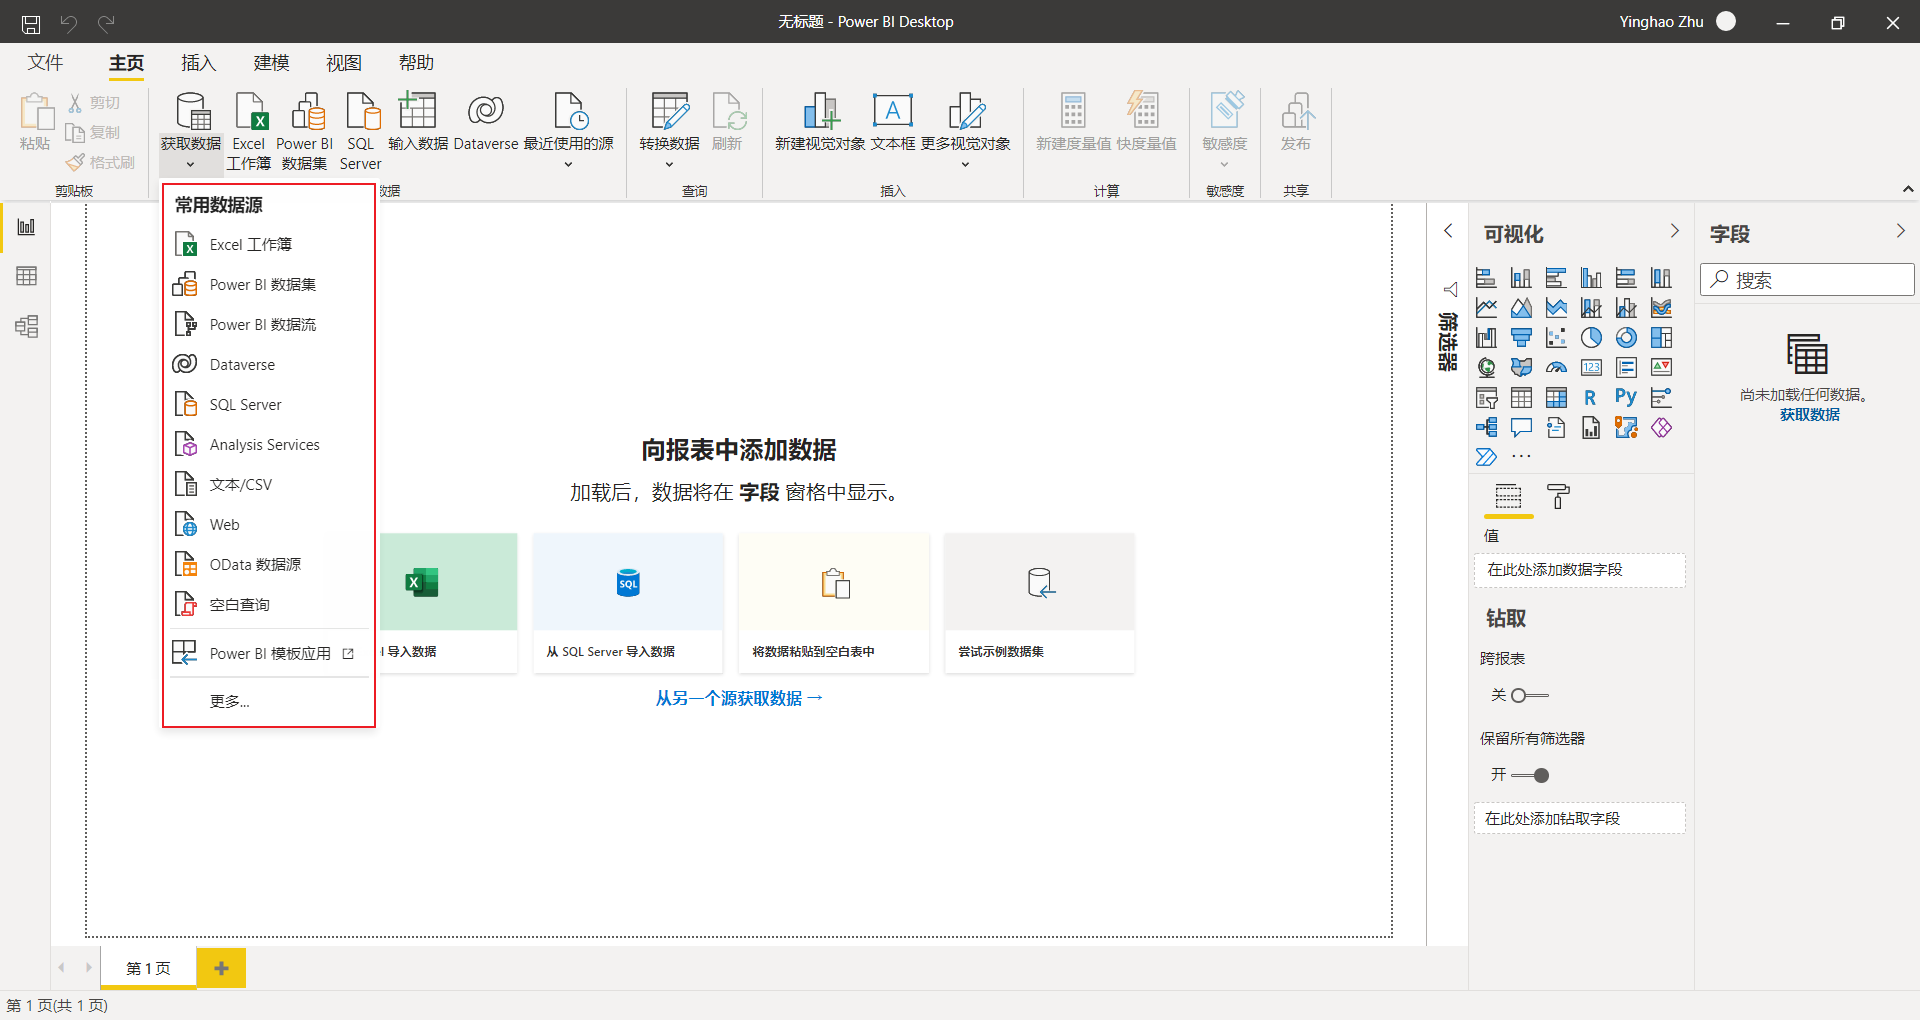 无标题 - Power BI Desktop
Yinghao Zhu
文件 主页 插入 建模 视图 帮助
粘贴
剪切
复制
格式刷
剪贴板
获取数据
Excel 工作簿
Power BI 数据集
SQL Server
输入数据
Dataverse
最近使用的源
数据
转换数据
刷新
查询
新建视觉对象
文本框
更多视觉对象
插入
新建度量值
快度量值
计算
敏感度
敏感度
发布
共享
常用数据源
Excel 工作簿
Power BI 数据集
Power BI 数据流
Dataverse
SQL Server
Analysis Services
文本/CSV
Web
OData 数据源
空白查询
Power BI 模板应用
更多...
向报表中添加数据
加载后，数据将在 字段 窗格中显示。
X
l 导入数据
SQL
从 SQL Server 导入数据
将数据粘贴到空白表中
尝试示例数据集
从另一个源获取数据 →
筛选器
可视化
123
R
Py
···
值
在此处添加数据字段
钻取
跨报表
关
保留所有筛选器
开
在此处添加钻取字段
字段
搜索
尚未加载任何数据。
获取数据
第 1 页
第 1 页(共 1 页)